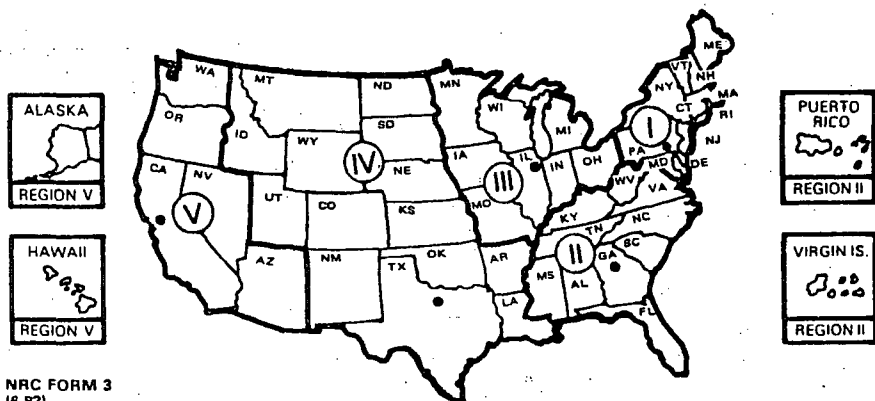 ALASKA
REGION V
HAWAII
REGION V
WA
OR
CA
NV
ID
MT
WY
UT
AZ
CO
NM
ND
SD
NE
KS
OK
TX
MN
IA
MO
AR
LA
WI
IL
MI
IN
OH
KY
TN
MS
AL
GA
FL
SC
NC
VA
WV
MD
DE
PA
NJ
NY
CT
RI
MA
VT
NH
ME
I
II
III
IV
V
PUERTO
RICO
REGION II
VIRGIN IS.
REGION II
NRC FORM 3